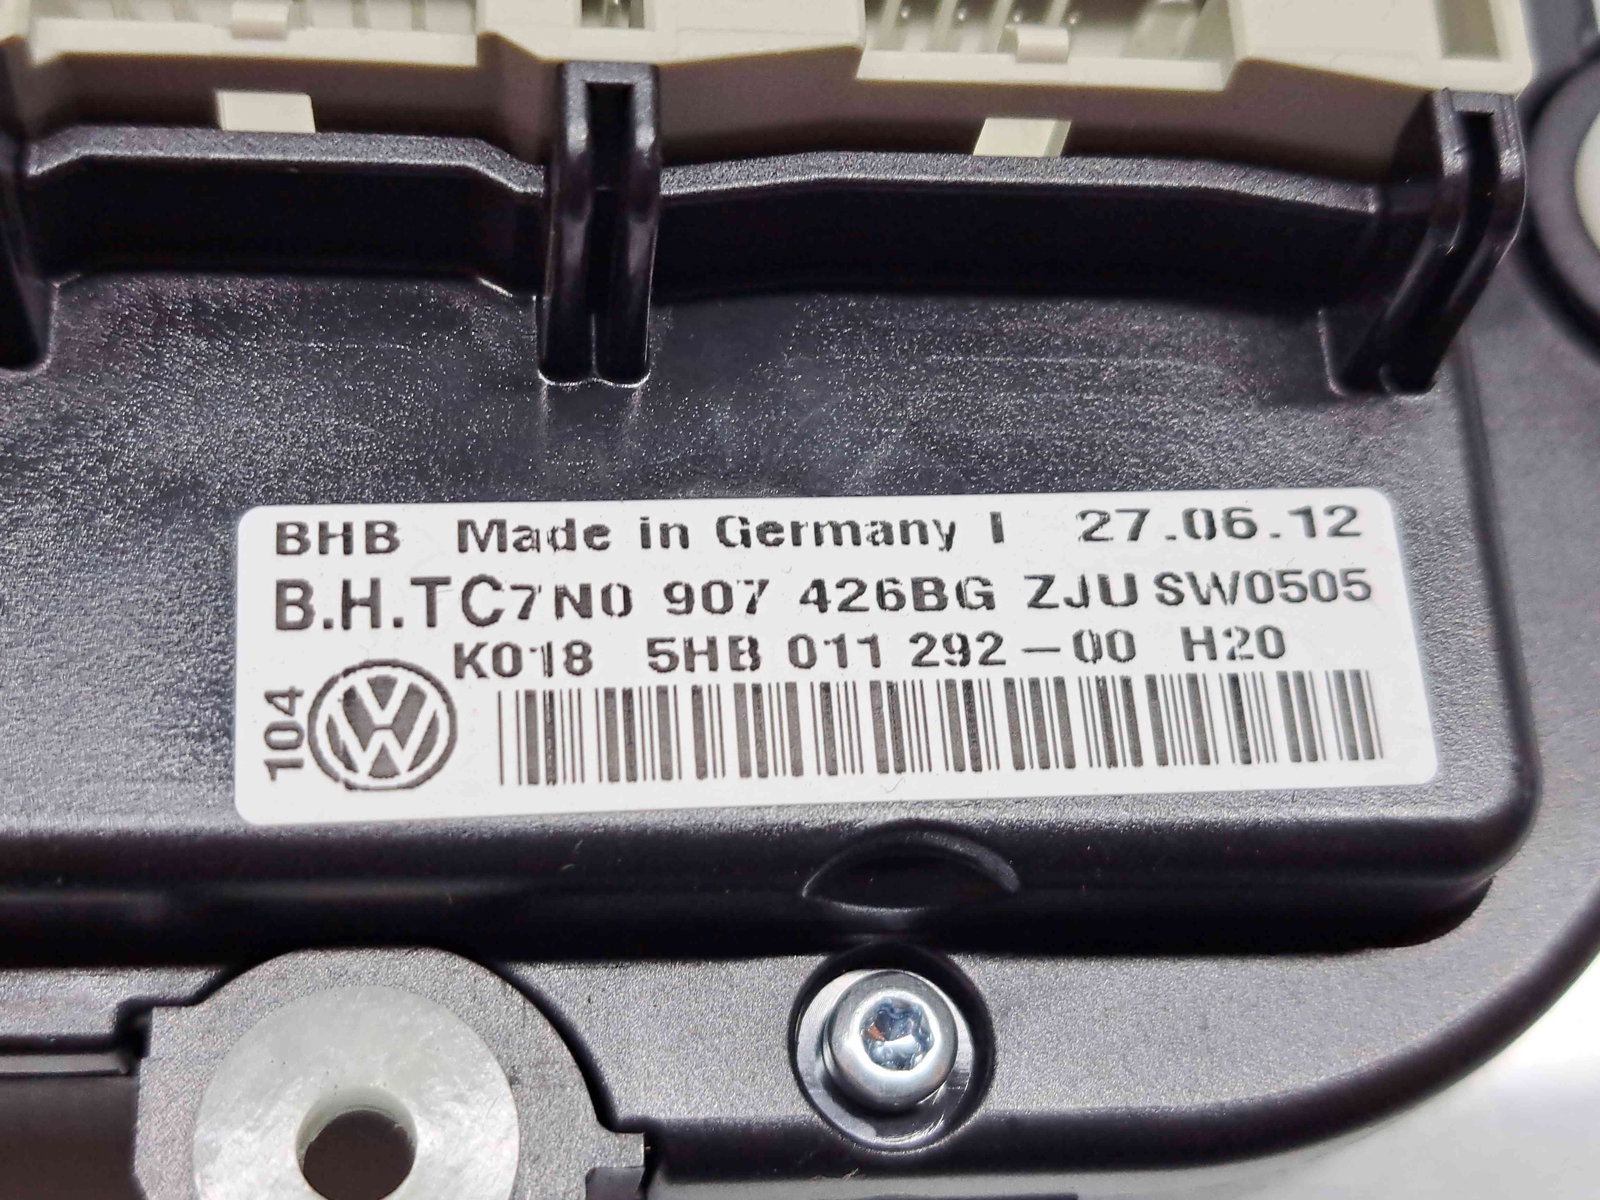 BHB Made in Germany I 27.06.12
B.H.TC7N0 907 426BG ZJU SW0505
K018 5HB 011 292-00 H20
104